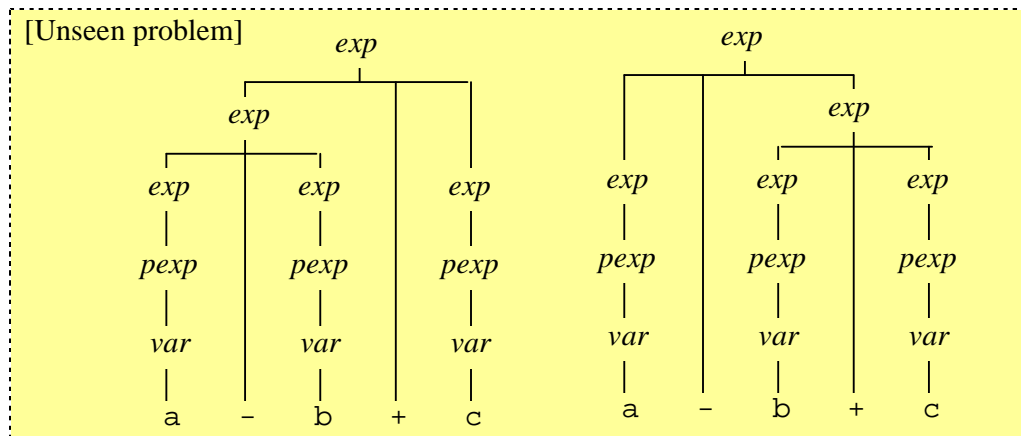 [Unseen problem]
exp exp
exp exp
exp exp exp exp exp exp
pexp pexp pexp pexp pexp pexp
var var var var var var
a - b + c a - b + c